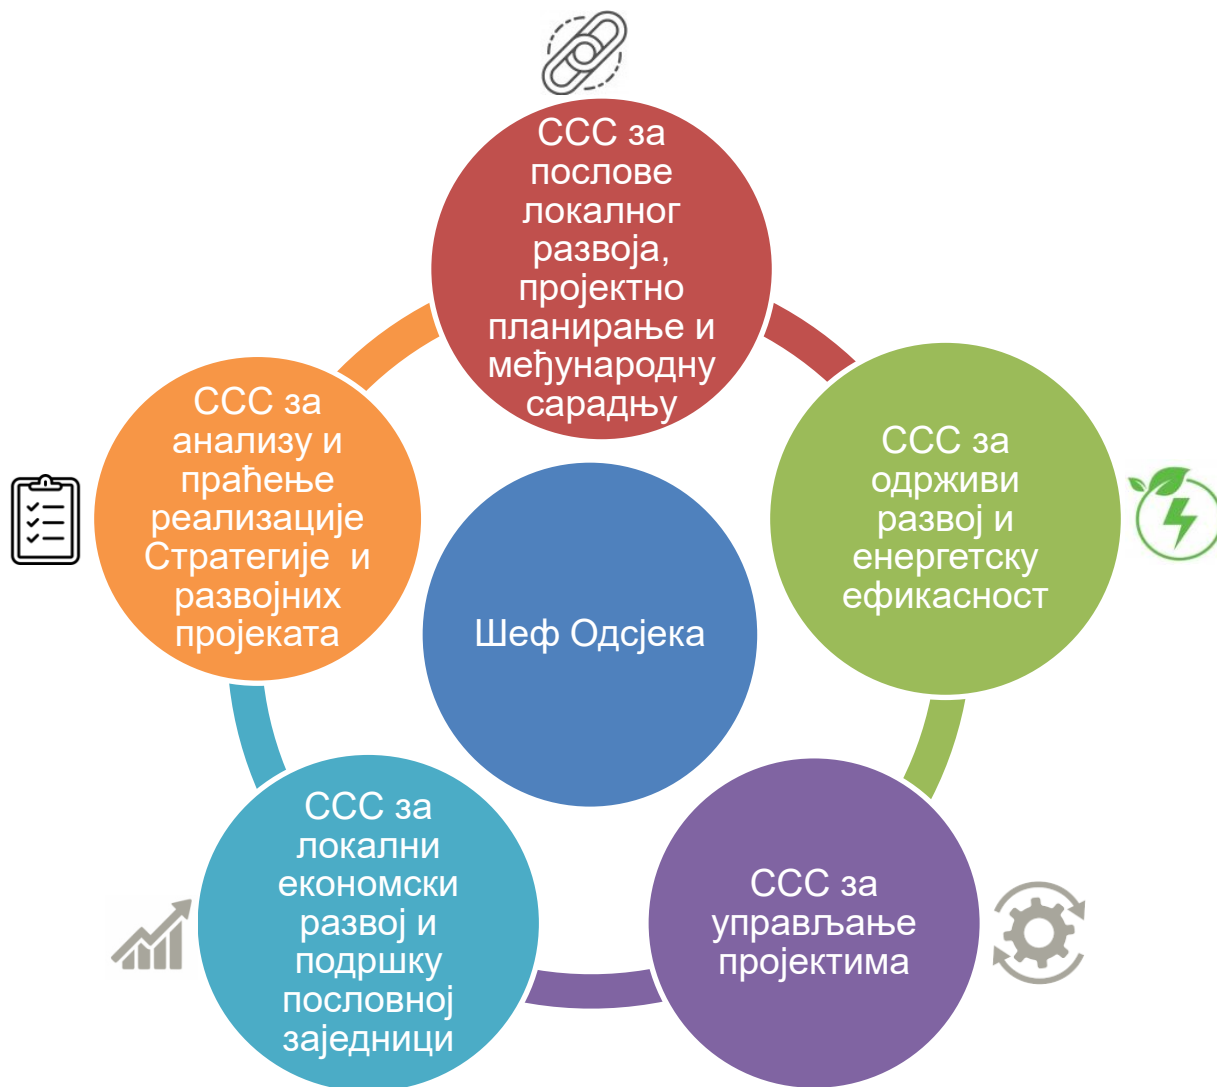 ССС за
послове
локалног
развоја,
пројектно
планирање и
међународну
сарадњу
ССС за
одрживи
развој и
енергетску
ефикасност
ССС за
управљање
пројектима
ССС за
локални
економски
развој и
подршку
пословној
заједници
ССС за
анализу и
праћење
реализације
Стратегије и
развојних
пројеката
Шеф Одсјека